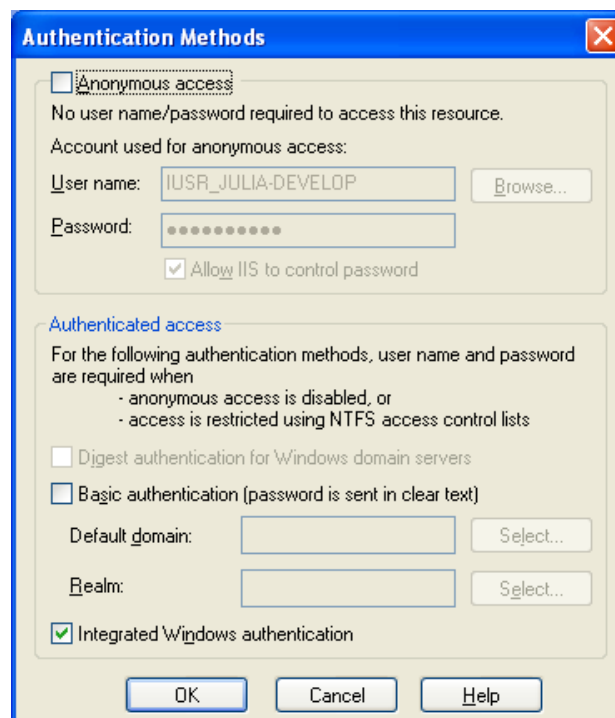 Authentication Methods
Anonymous access
No user name/password required to access this resource.
Account used for anonymous access:
User name: IUSR_JULIA-DEVELOP Browse...
Password: ●●●●●●●●●●
Allow IIS to control password
Authenticated access
For the following authentication methods, user name and password
are required when
- anonymous access is disabled, or
- access is restricted using NTFS access control lists
Digest authentication for Windows domain servers
Basic authentication (password is sent in clear text)
Default domain: Select...
Realm: Select...
Integrated Windows authentication
OK Cancel Help